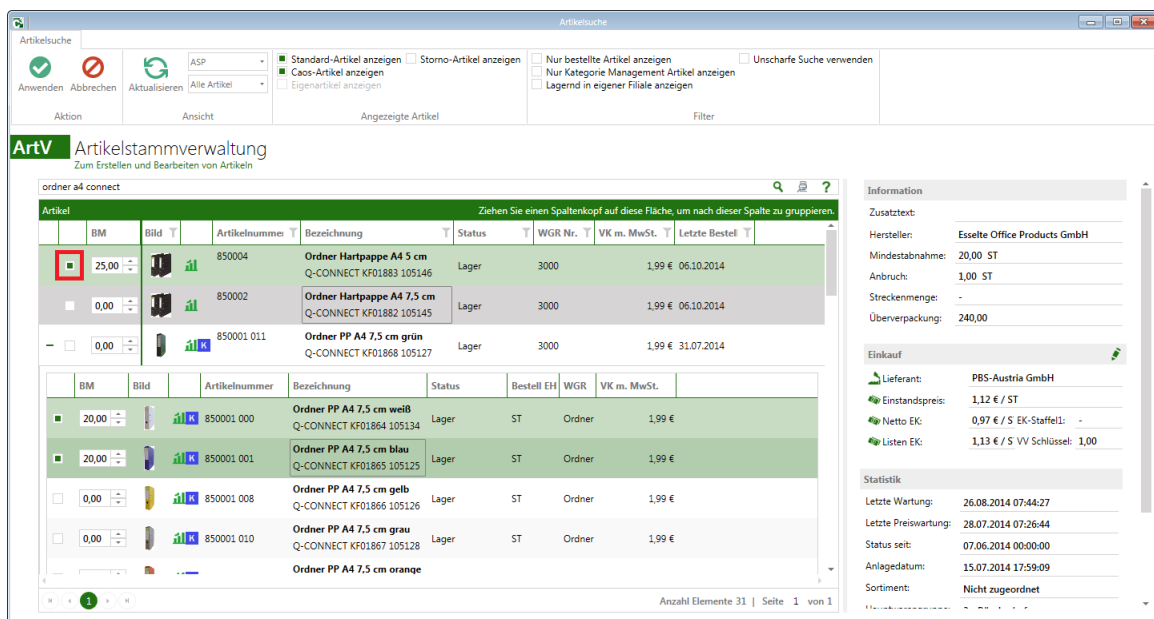 Artikelsuche
Artikelsuche
Anwenden Abbrechen
Aktion
Aktualisieren
ASP
Alle Artikel
Ansicht
Standard-Artikel anzeigen Storno-Artikel anzeigen
Caos-Artikel anzeigen
Eigenartikel anzeigen
Angezeigte Artikel
Nur bestellte Artikel anzeigen Unscharfe Suche verwenden
Nur Kategorie Management Artikel anzeigen
Lagernd in eigener Filiale anzeigen
Filter
ArtV Artikelstammverwaltung
Zum Erstellen und Bearbeiten von Artikeln
ordner a4 connect ?
Artikel Ziehen Sie einen Spaltenkopf auf diese Fläche, um nach dieser Spalte zu gruppieren.
BM Bild Artikelnummer Bezeichnung Status WGR Nr. VK m. MwSt. Letzte Bestell
25,00 850004 Ordner Hartpappe A4 5 cm Lager 3000 1,99 € 06.10.2014
Q-CONNECT KF01883 105146
0,00 850002 Ordner Hartpappe A4 7,5 cm Lager 3000 1,99 € 06.10.2014
Q-CONNECT KF01882 105145
0,00 K 850001 011 Ordner PP A4 7,5 cm grün Lager 3000 1,99 € 31.07.2014
Q-CONNECT KF01868 105127
BM Bild Artikelnummer Bezeichnung Status Bestell EH WGR VK m. MwSt.
20,00 K 850001 000 Ordner PP A4 7,5 cm weiß Lager ST Ordner 1,99 €
Q-CONNECT KF01864 105134
20,00 K 850001 001 Ordner PP A4 7,5 cm blau Lager ST Ordner 1,99 €
Q-CONNECT KF01865 105125
0,00 K 850001 008 Ordner PP A4 7,5 cm gelb Lager ST Ordner 1,99 €
Q-CONNECT KF01866 105126
0,00 K 850001 010 Ordner PP A4 7,5 cm grau Lager ST Ordner 1,99 €
Q-CONNECT KF01867 105128
Ordner PP A4 7,5 cm orange
1 Anzahl Elemente 31 | Seite 1 von 1
Information
Zusatztext:
Hersteller: Esselte Office Products GmbH
Mindestabnahme: 20,00 ST
Anbruch: 1,00 ST
Streckenmenge: -
Überverpackung: 240,00
Einkauf
Lieferant: PBS-Austria GmbH
Einstandspreis: 1,12 € / ST
Netto EK: 0,97 € / S EK-Staffel1: -
Listen EK: 1,13 € / S VV Schlüssel: 1,00
Statistik
Letzte Wartung: 26.08.2014 07:44:27
Letzte Preiswartung: 28.07.2014 07:26:44
Status seit: 07.06.2014 00:00:00
Anlagedatum: 15.07.2014 17:59:09
Sortiment: Nicht zugeordnet